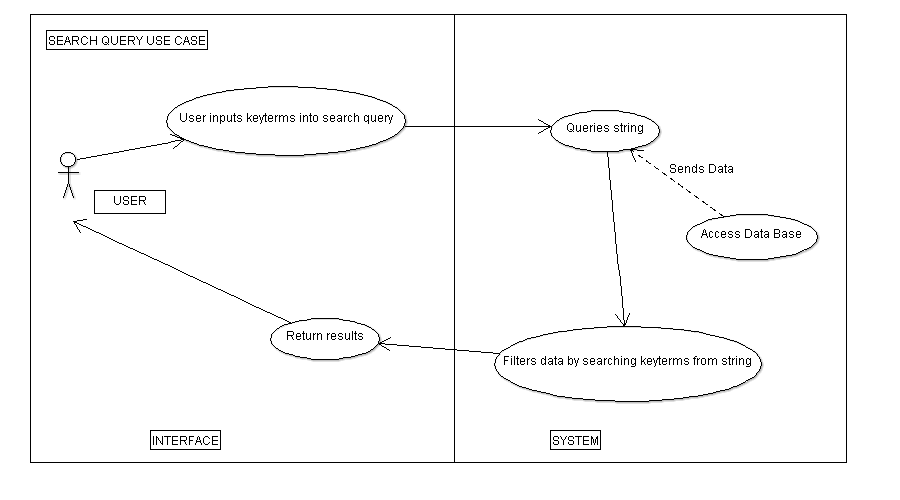 SEARCH QUERY USE CASE
User inputs keyterms into search query
Queries string
Sends Data
USER
Access Data Base
Return results
Filters data by searching keyterms from string
INTERFACE
SYSTEM